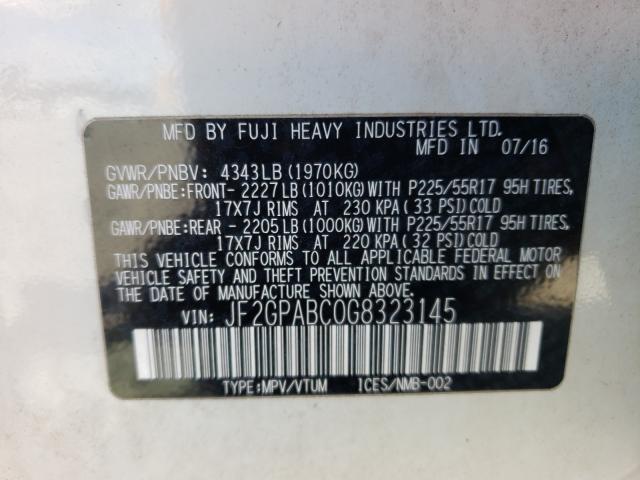 MFD BY FUJI HEAVY INDUSTRIES LTD.
MFD IN 07/16
GVWR/PNBV: 4343LB (1970KG)
GAWR/PNBE:FRONT- 2227LB (1010KG) WITH P225/55R17 95H TIRES,
17X7J RIMS AT 230 KPA (33 PSI) COLD
GAWR/PNBE:REAR - 2205 LB (1000KG) WITH P225/55R17 95H TIRES,
17X7J RIMS AT 220 KPA (32 PSI) COLD
THIS VEHICLE CONFORMS TO ALL APPLICABLE FEDERAL MOTOR
VEHICLE SAFETY AND THEFT PREVENTION STANDARDS IN EFFECT ON
THE DATE OF MANUFACTURE SHOWN ABOVE.
VIN: JF2GPABC0G8323145
TYPE:MPV/VTUM ICES/NMB-002